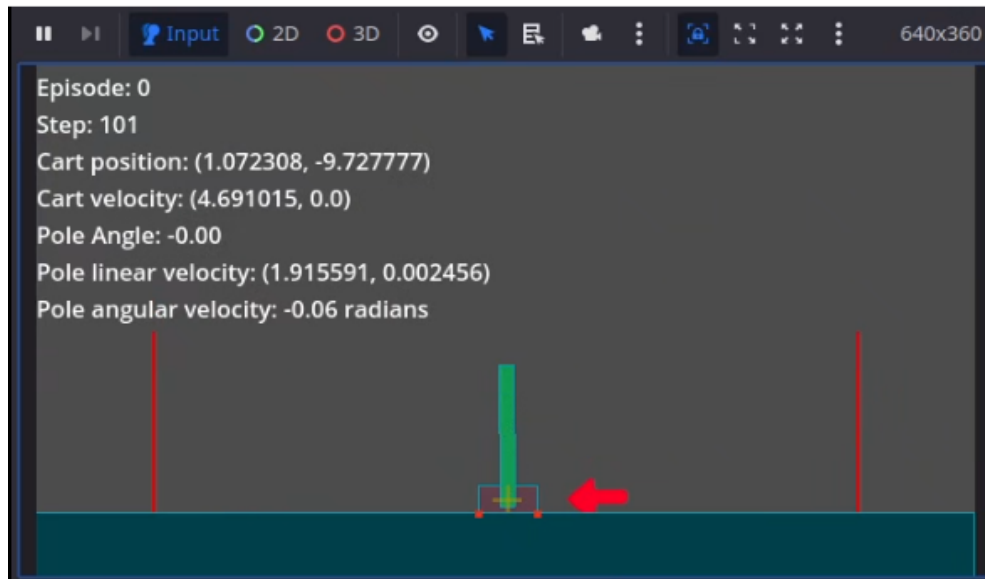 Input 2D 3D 640x360
Episode: 0
Step: 101
Cart position: (1.072308, -9.727777)
Cart velocity: (4.691015, 0.0)
Pole Angle: -0.00
Pole linear velocity: (1.915591, 0.002456)
Pole angular velocity: -0.06 radians